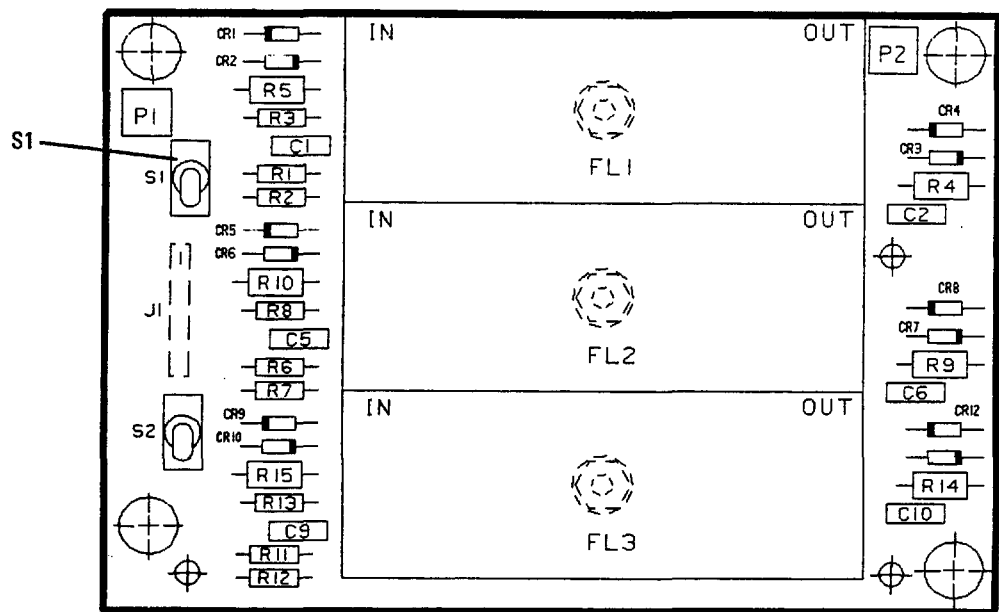 CR1
CR2
R5
R3
C1
R1
R2
CR5
CR6
R10
R8
C5
R6
R7
CR9
CR10
R15
R13
C9
R11
R12
P1
S1
S1
1
J1
S2
IN OUT
FL1
IN OUT
FL2
IN OUT
FL3
P2
CR4
CR3
R4
C2
CR8
CR7
R9
C6
CR12
R14
C10